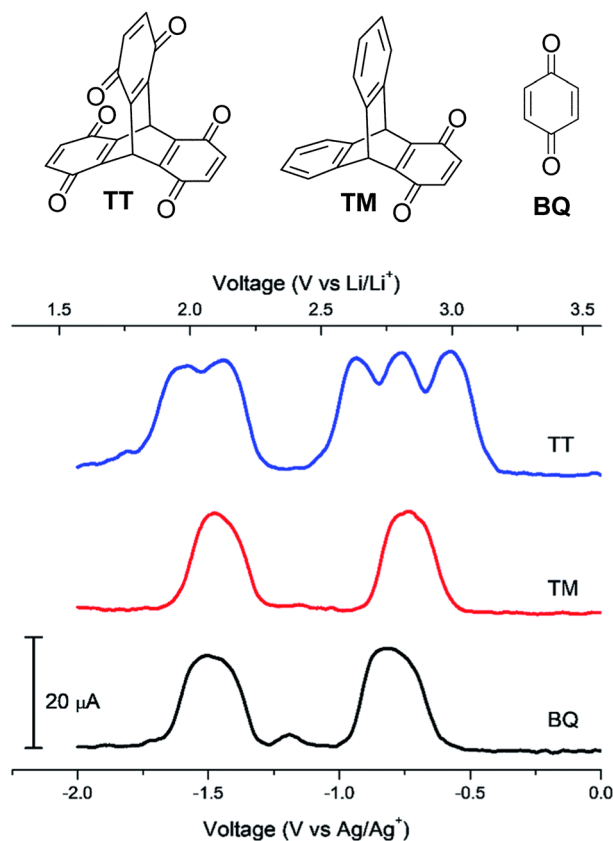 O
O
O
O
O
O
TT
O
O
TM
O
O
BQ
Voltage (V vs Li/Li⁺)
1.5 2.0 2.5 3.0 3.5
TT
TM
20 μA
BQ
-2.0 -1.5 -1.0 -0.5 0.0
Voltage (V vs Ag/Ag⁺)